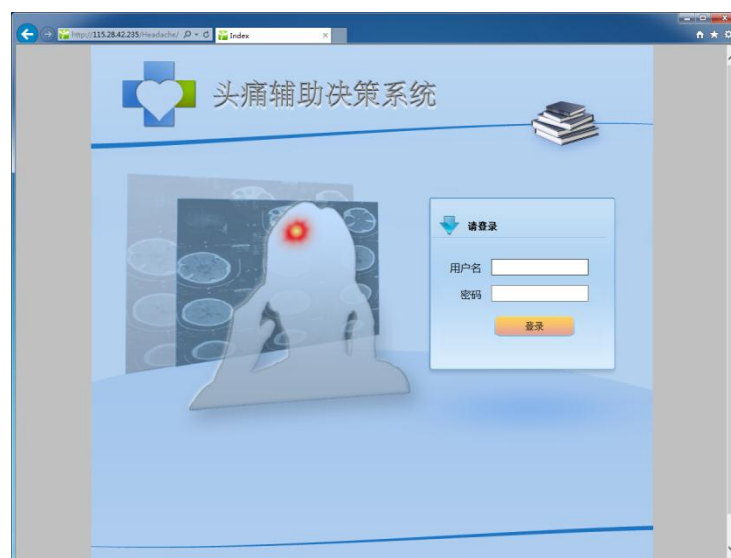 http://115.28.42.235/Headache/
Index
头痛辅助决策系统
请登录
用户名
密码
登录